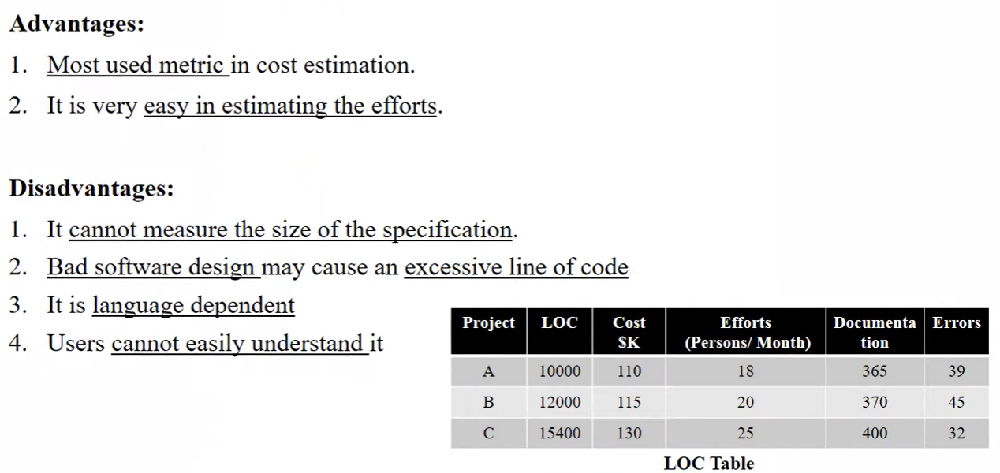 Advantages:
1. Most used metric in cost estimation.
2. It is very easy in estimating the efforts.
Disadvantages:
1. It cannot measure the size of the specification.
2. Bad software design may cause an excessive line of code
3. It is language dependent
4. Users cannot easily understand it
Project LOC Cost Efforts Documenta Errors
$K (Persons/ Month) tion
A 10000 110 18 365 39
B 12000 115 20 370 45
C 15400 130 25 400 32
LOC Table